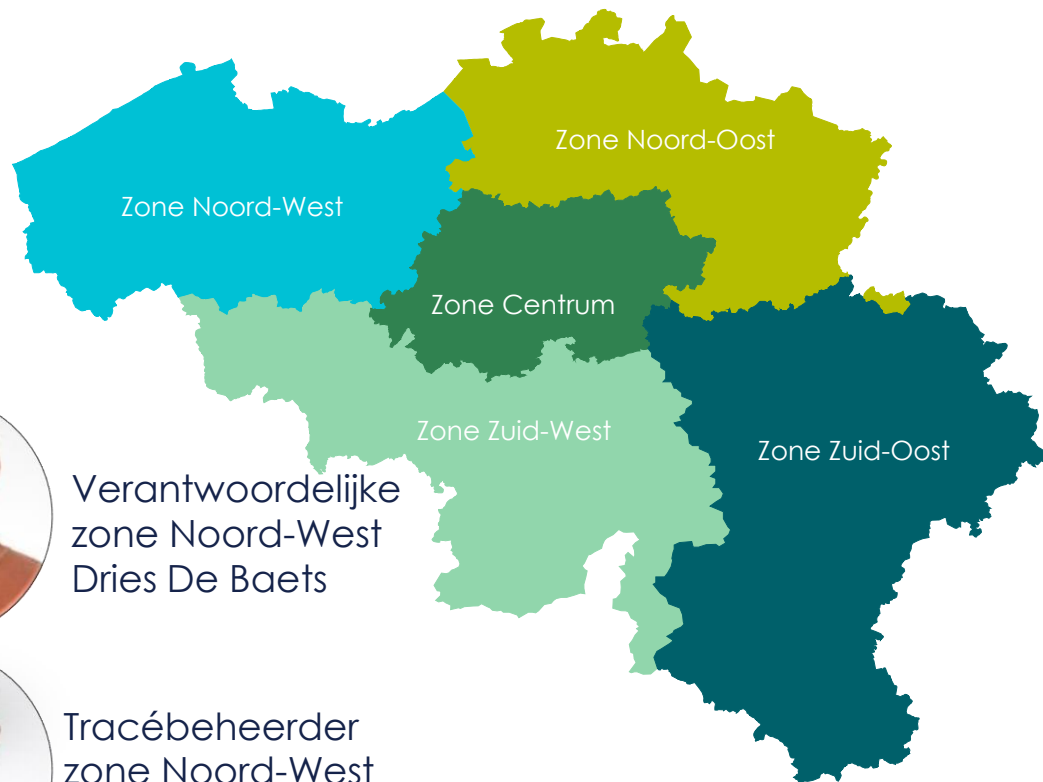 Zone Noord-Oost
Zone Noord-West
Zone Centrum
Zone Zuid-West
Zone Zuid-Oost
Verantwoordelijke
zone Noord-West
Dries De Baets
Tracébeheerder
zone Noord-West